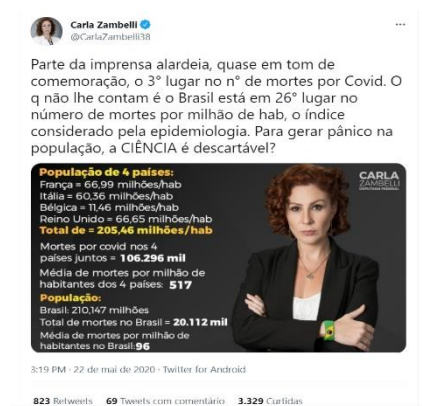 Carla Zambelli
@CarlaZambelli38
Parte da imprensa alardeia, quase em tom de
comemoração, o 3° lugar no n° de mortes por Covid. O
q não lhe contam é o Brasil está em 26° lugar no
número de mortes por milhão de hab, o índice
considerado pela epidemiologia. Para gerar pânico na
população, a CIÊNCIA é descartável?
População de 4 países:
França = 66,99 milhões/hab
Itália = 60,36 milhões/hab
Bélgica = 11,46 milhões/hab
Reino Unido = 66,65 milhões/hab
Total de = 205,46 milhões/hab
Mortes por covid nos 4
países juntos = 106.296 mil
Média de mortes por milhão de
habitantes dos 4 países: 517
População:
Brasil: 210,147 milhões
Total de mortes no Brasil = 20.112 mil
Média de mortes por milhão de
habitantes no Brasil: 96
CARLA
ZAMBELLI
DEPUTADA FEDERAL
3:19 PM · 22 de mai de 2020 · Twitter for Android
823 Retweets 69 Tweets com comentário 3.329 Curtidas